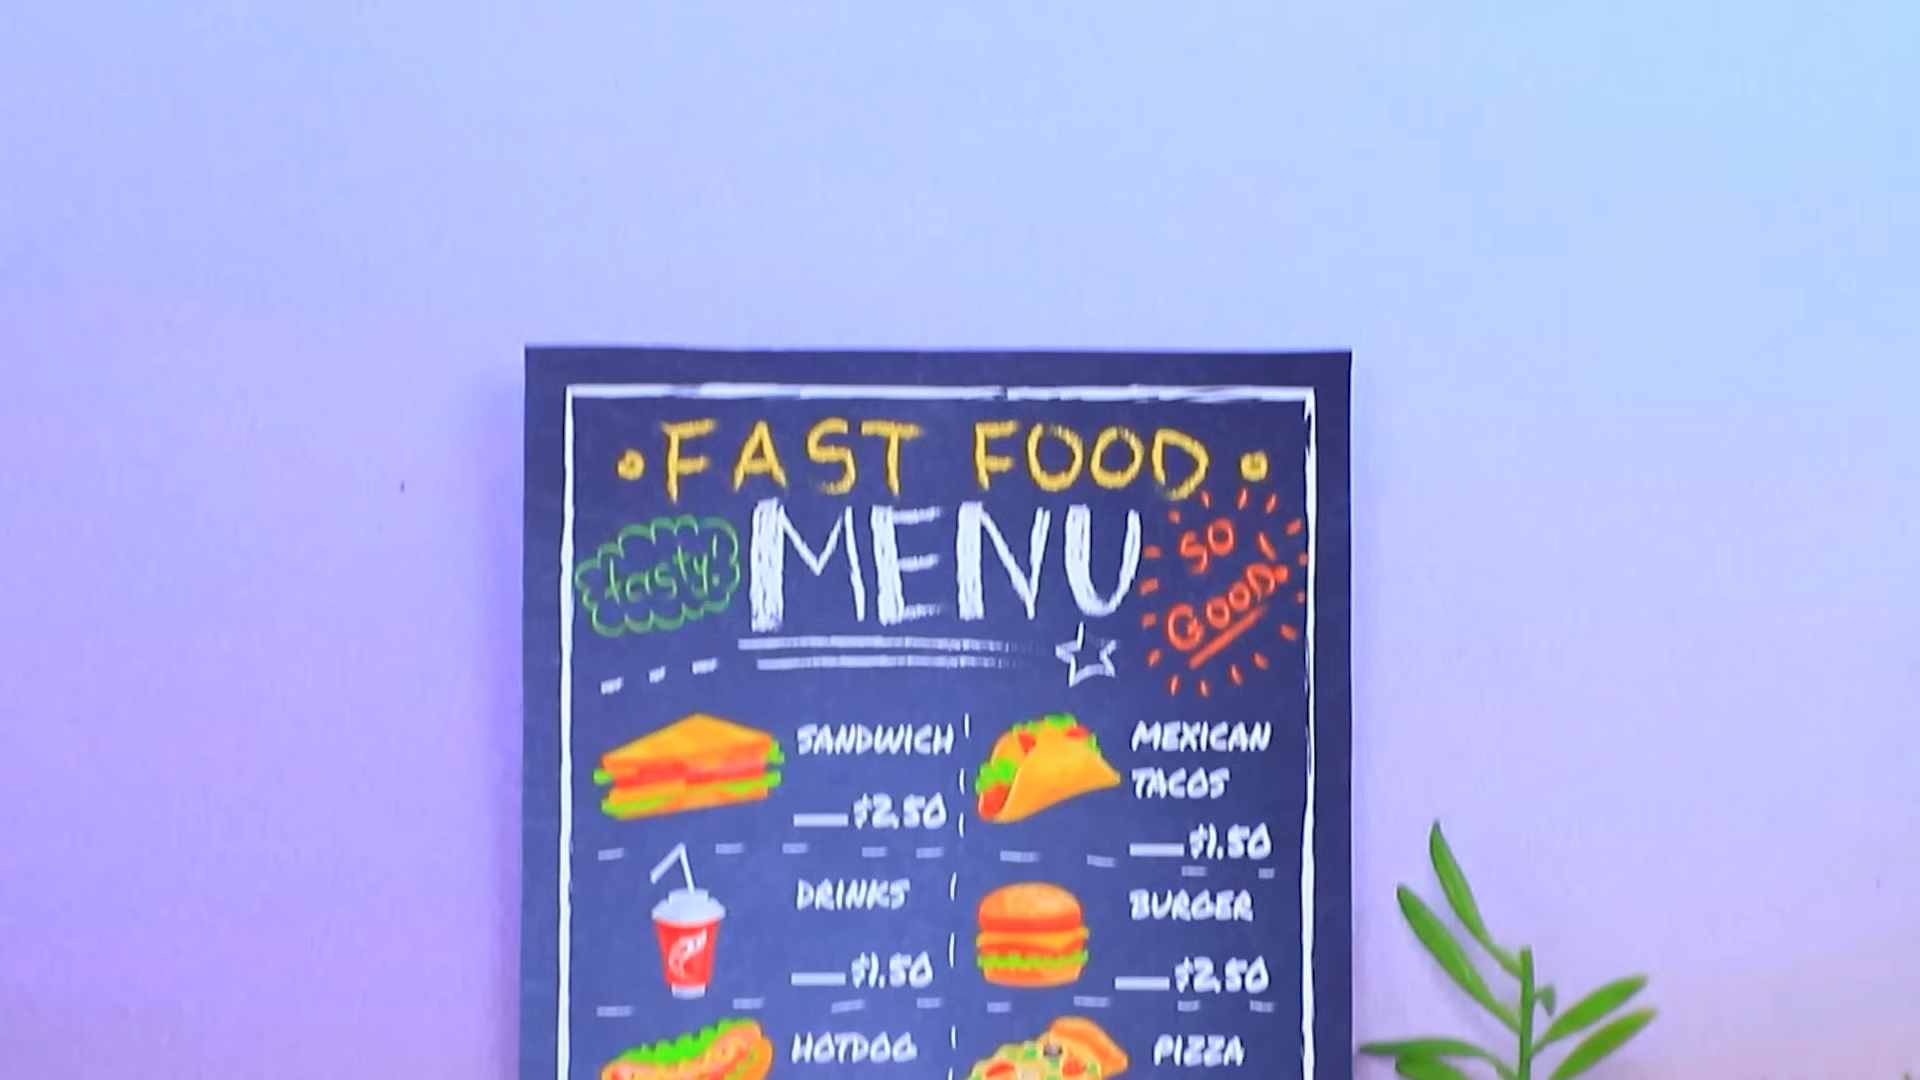 FAST FOOD
MENU
tasty!
SO
GOOD!
SANDWICH
$2.50
MEXICAN
TACOS
$1.50
DRINKS
$1.50
BURGER
$2.50
HOTDOG
PIZZA